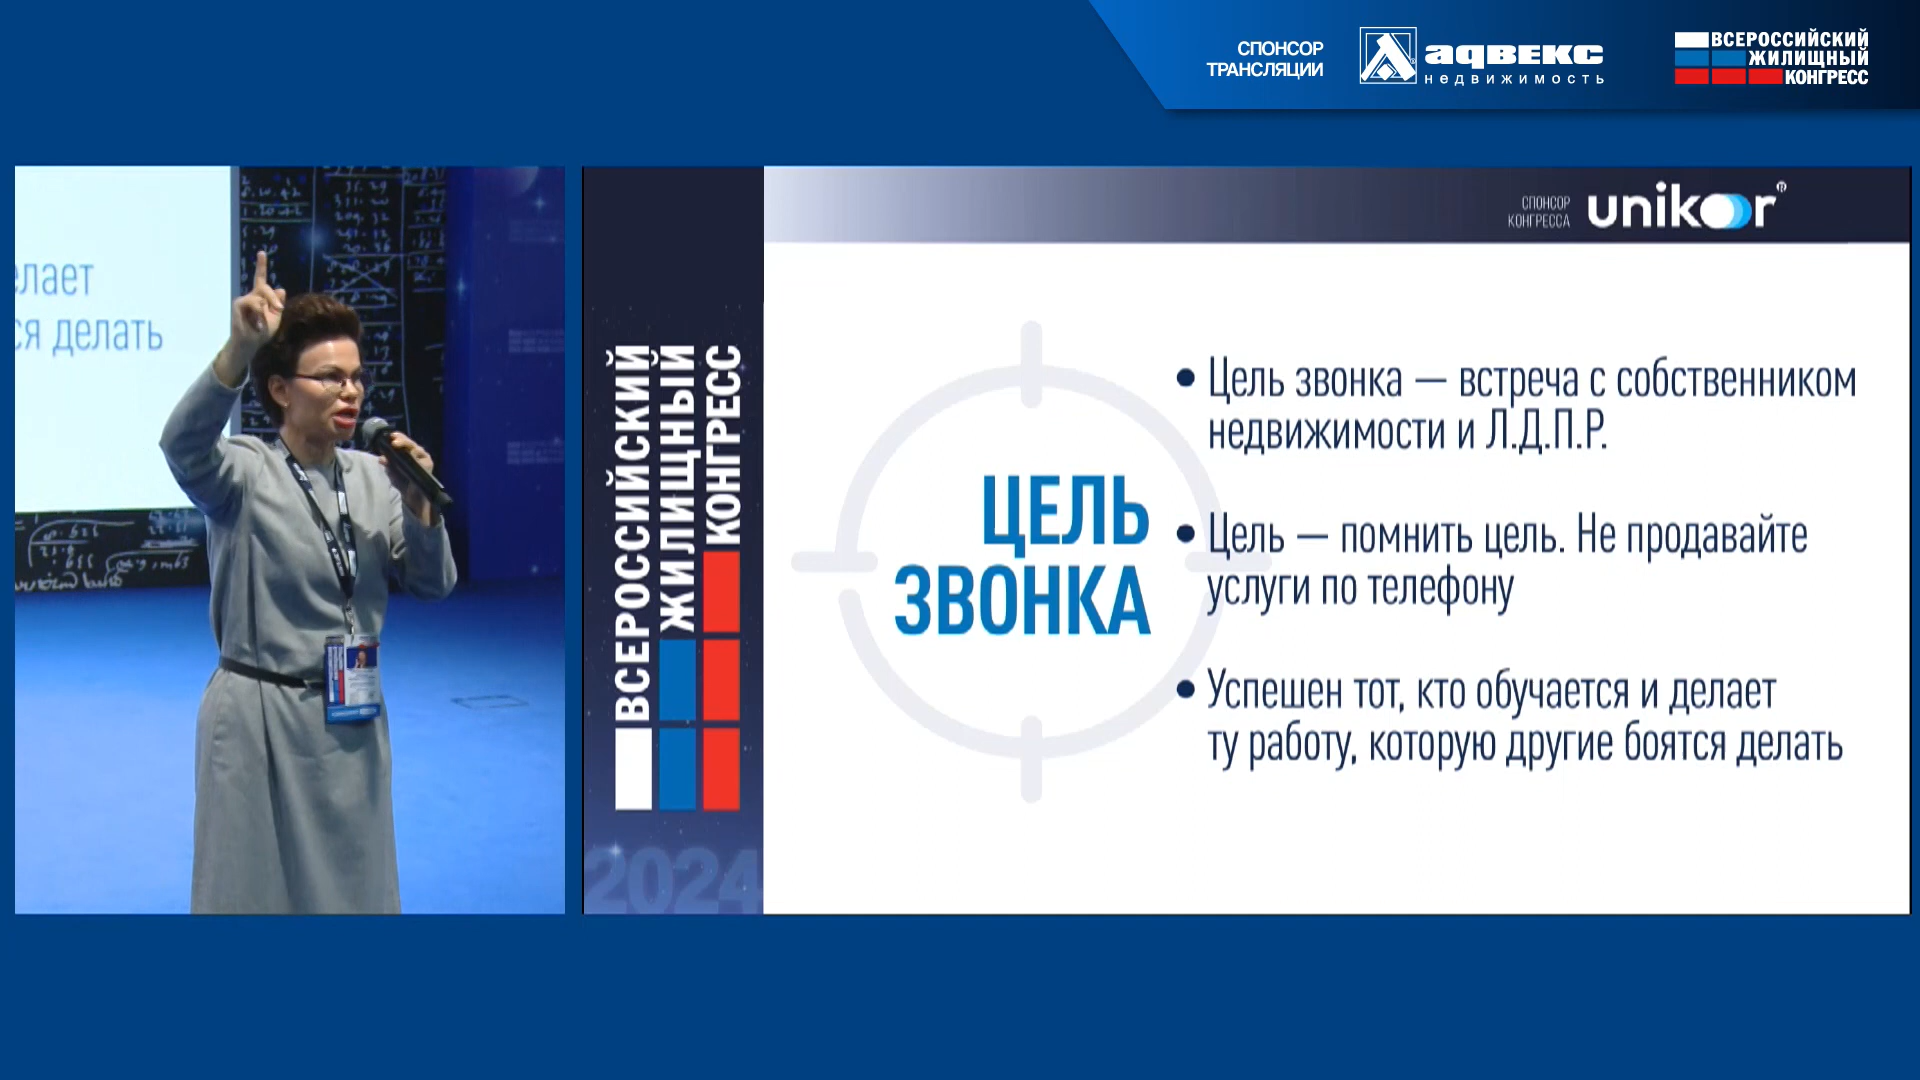 СПОНСОР
ТРАНСЛЯЦИИ
адвекс
недвижимость
ВСЕРОССИЙСКИЙ
ЖИЛИЩНЫЙ
КОНГРЕСС
елает
ся делать
ВСЕРОССИЙСКИЙ
ЖИЛИЩНЫЙ
КОНГРЕСС
2024
СПОНСОР
КОНГРЕССА
unikoor®
ЦЕЛЬ
ЗВОНКА
• Цель звонка — встреча с собственником
недвижимости и Л.Д.П.Р.
• Цель — помнить цель. Не продавайте
услуги по телефону
• Успешен тот, кто обучается и делает
ту работу, которую другие боятся делать